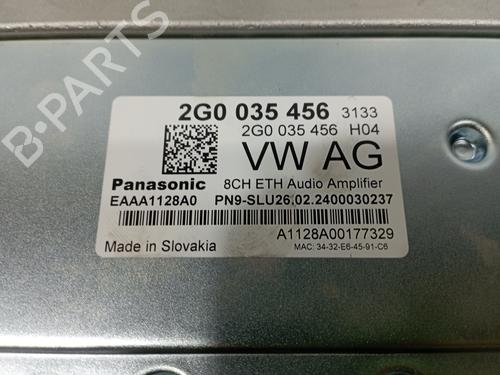 2G0 035 456 3133
2G0 035 456 H04
VW AG
Panasonic 8CH ETH Audio Amplifier
EAAA1128A0 PN9-SLU26,02.2400030237
A1128A00177329
Made in Slovakia MAC: 34-32-E6-45-91-C6
B-PARTS